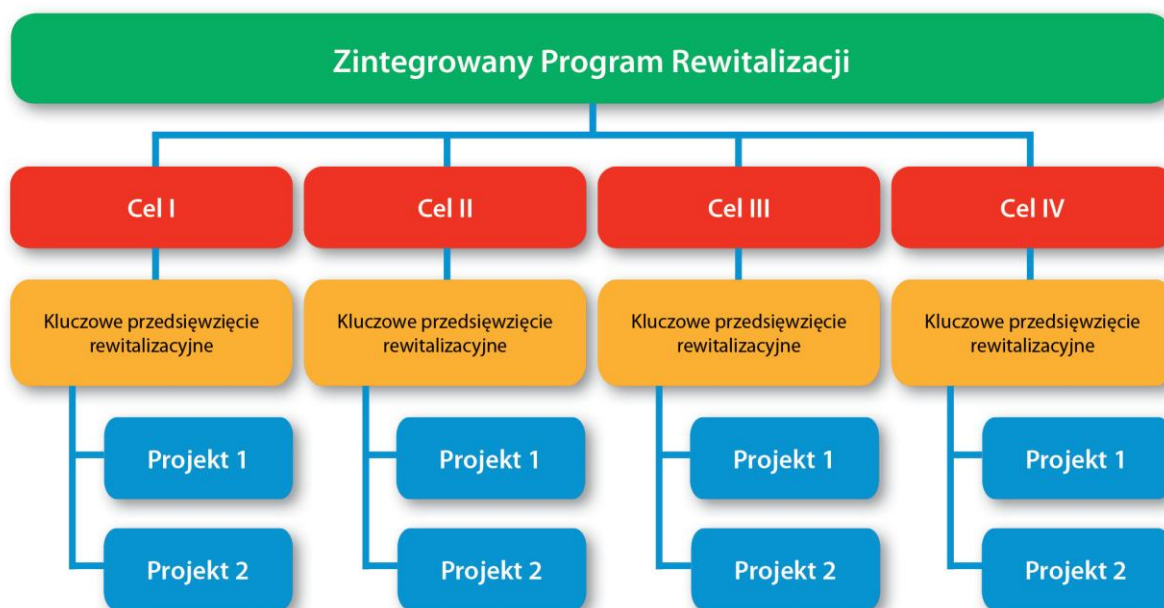 Zintegrowany Program Rewitalizacji
Cel I
Cel II
Cel III
Cel IV
Kluczowe przedsięwzięcie
rewitalizacyjne
Kluczowe przedsięwzięcie
rewitalizacyjne
Kluczowe przedsięwzięcie
rewitalizacyjne
Kluczowe przedsięwzięcie
rewitalizacyjne
Projekt 1
Projekt 1
Projekt 1
Projekt 1
Projekt 2
Projekt 2
Projekt 2
Projekt 2